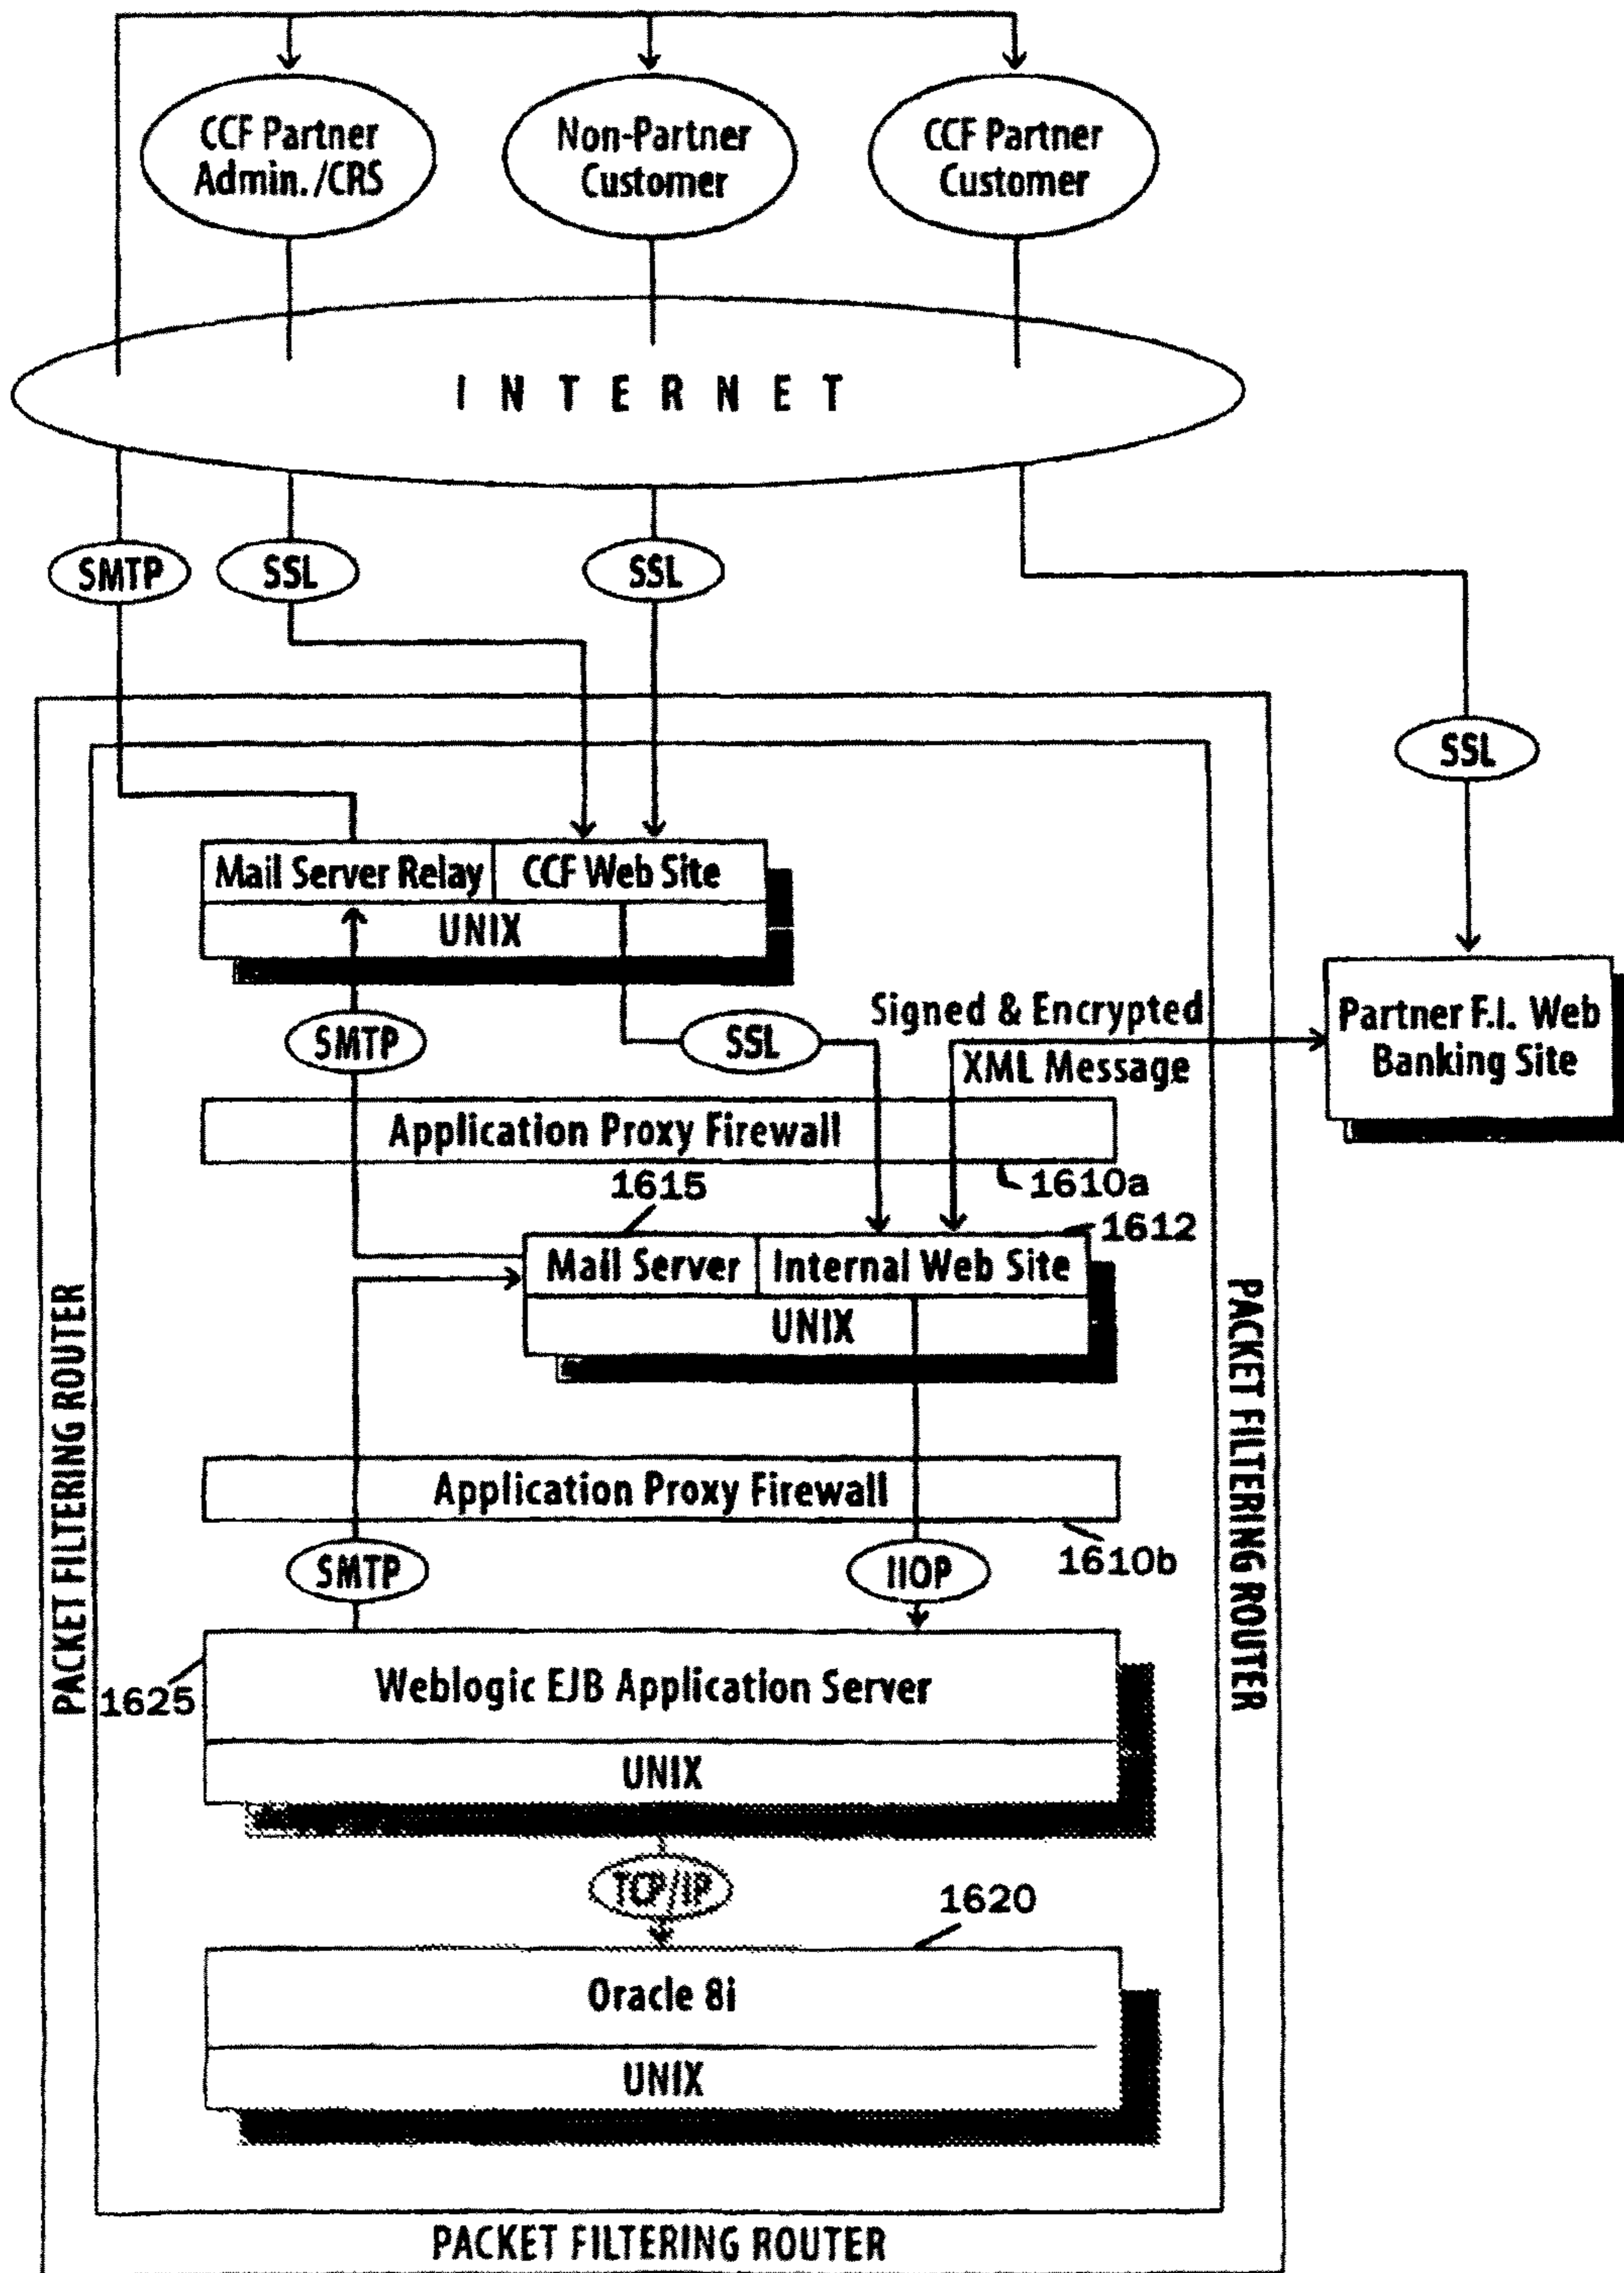 CCF Partner
Admin./CRS
Non-Partner
Customer
CCF Partner
Customer
INTERNET
SMTP
SSL
SSL
SSL
Mail Server Relay
CCF Web Site
UNIX
SMTP
SSL
Signed & Encrypted
XML Message
Partner F.I. Web
Banking Site
Application Proxy Firewall
1610a
1615
1612
Mail Server
Internal Web Site
UNIX
PACKET FILTERING ROUTER
PACKET FILTERING ROUTER
Application Proxy Firewall
1610b
SMTP
IIOP
Weblogic EJB Application Server
1625
UNIX
TCP/IP
1620
Oracle 8i
UNIX
PACKET FILTERING ROUTER